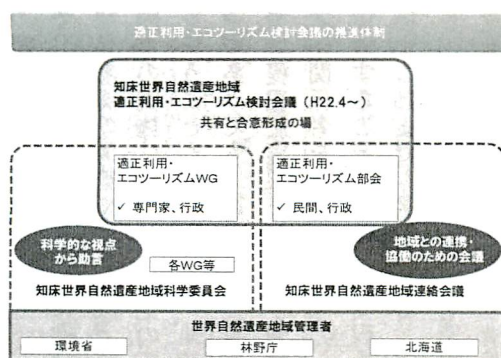 適正利用・エコツーリズム検討会議の推進体制
知床世界自然遺産地域
適正利用・エコツーリズム検討会議（H22.4～）
共有と合意形成の場
適正利用・
エコツーリズムWG
✓ 専門家、行政
適正利用・
エコツーリズム部会
✓ 民間、行政
科学的な視点
から助言
各WG等
地域との連携・
協働のための会議
知床世界自然遺産地域科学委員会
知床世界自然遺産地域連絡会議
世界自然遺産地域管理者
環境省
林野庁
北海道